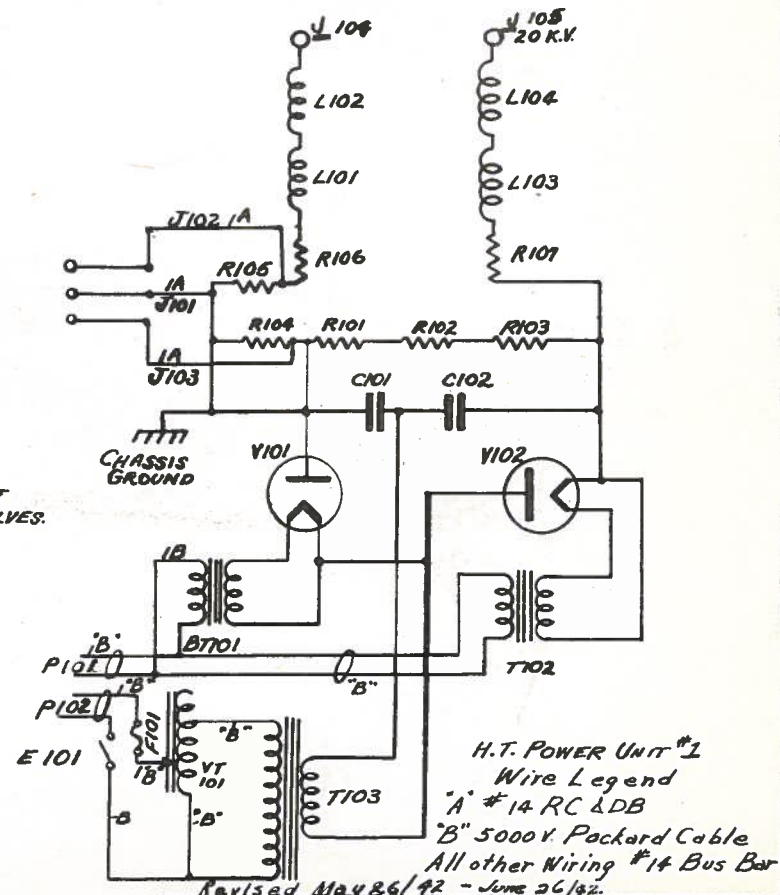 J 104
J 105
20 K.V.
L102
L104
L101
L103
J102 1A
R105
R106
R107
1A
J101
R104
R101
R102
R103
1A
J103
C101
C102
CHASSIS
GROUND
V101
V102
LVES.
1B
BT101
"B"
P101
"B"
T102
P102
"B"
F101
"B"
E101
1B
VT
101
T103
B
"B"
H.T. POWER UNIT #1
Wire Legend
"A" #14 RC & DB
"B" 5000 V. Packard Cable
All other Wiring #14 Bus Bar
Revised May 26/42 - June 26/42.